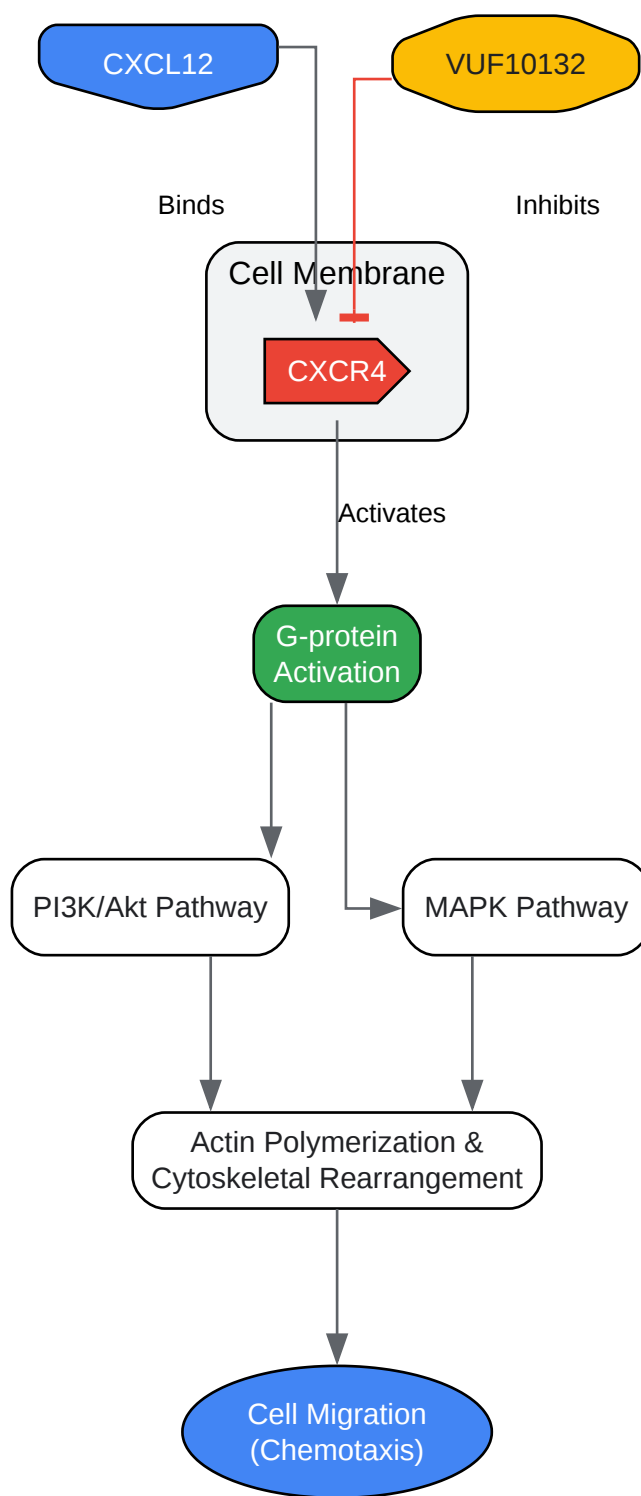 CXCL12
VUF10132
Binds
Inhibits
Cell Membrane
CXCR4
Activates
G-protein
Activation
PI3K/Akt Pathway
MAPK Pathway
Actin Polymerization &
Cytoskeletal Rearrangement
Cell Migration
(Chemotaxis)